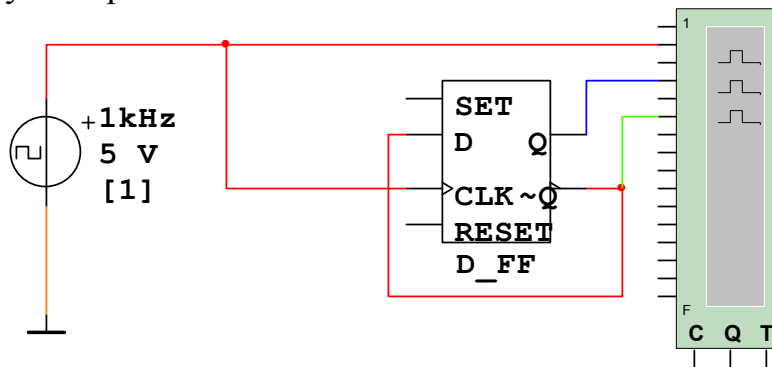 1
+1kHz
5 V
[1]
SET
D Q
CLK ~Q
RESET
D_FF
F
C Q T